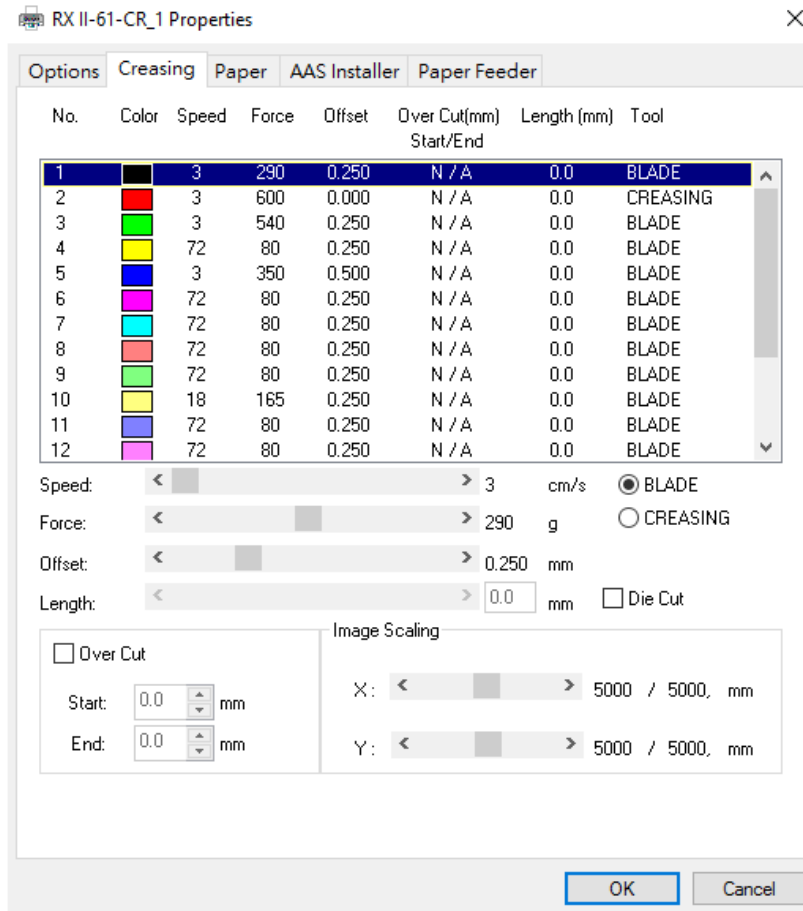 RX II-61-CR_1 Properties
Options Creasing Paper AAS Installer Paper Feeder
No. Color Speed Force Offset Over Cut(mm) Length (mm) Tool
Start/End
1 3 290 0.250 N / A 0.0 BLADE
2 3 600 0.000 N / A 0.0 CREASING
3 3 540 0.250 N / A 0.0 BLADE
4 72 80 0.250 N / A 0.0 BLADE
5 3 350 0.500 N / A 0.0 BLADE
6 72 80 0.250 N / A 0.0 BLADE
7 72 80 0.250 N / A 0.0 BLADE
8 72 80 0.250 N / A 0.0 BLADE
9 72 80 0.250 N / A 0.0 BLADE
10 18 165 0.250 N / A 0.0 BLADE
11 72 80 0.250 N / A 0.0 BLADE
12 72 80 0.250 N / A 0.0 BLADE
Speed: 3 cm/s BLADE
Force: 290 g CREASING
Offset: 0.250 mm
Length: 0.0 mm Die Cut
Over Cut
Start: 0.0 mm
End: 0.0 mm
Image Scaling
X: 5000 / 5000, mm
Y: 5000 / 5000, mm
OK Cancel